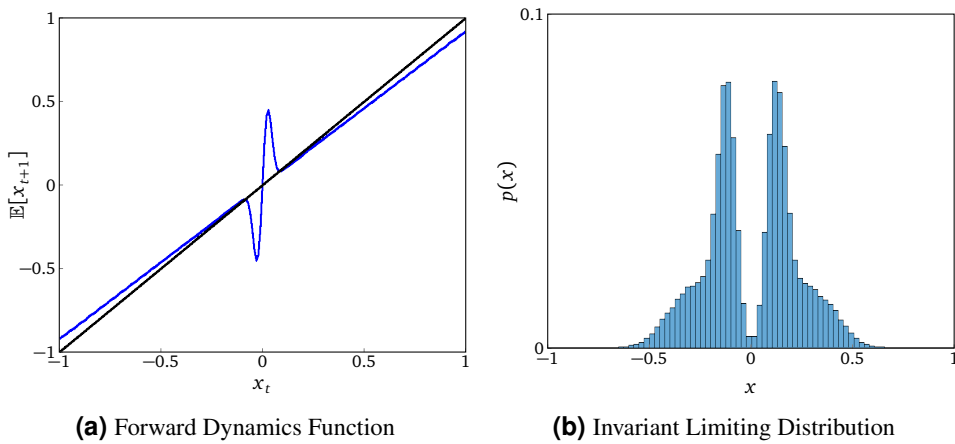 1
0.5
0
−0.5
−1
𝔼[x_{t+1}]
−1 −0.5 0 0.5 1
x_t
(a) Forward Dynamics Function
0.1
0
p(x)
−1 −0.5 0 0.5 1
x
(b) Invariant Limiting Distribution